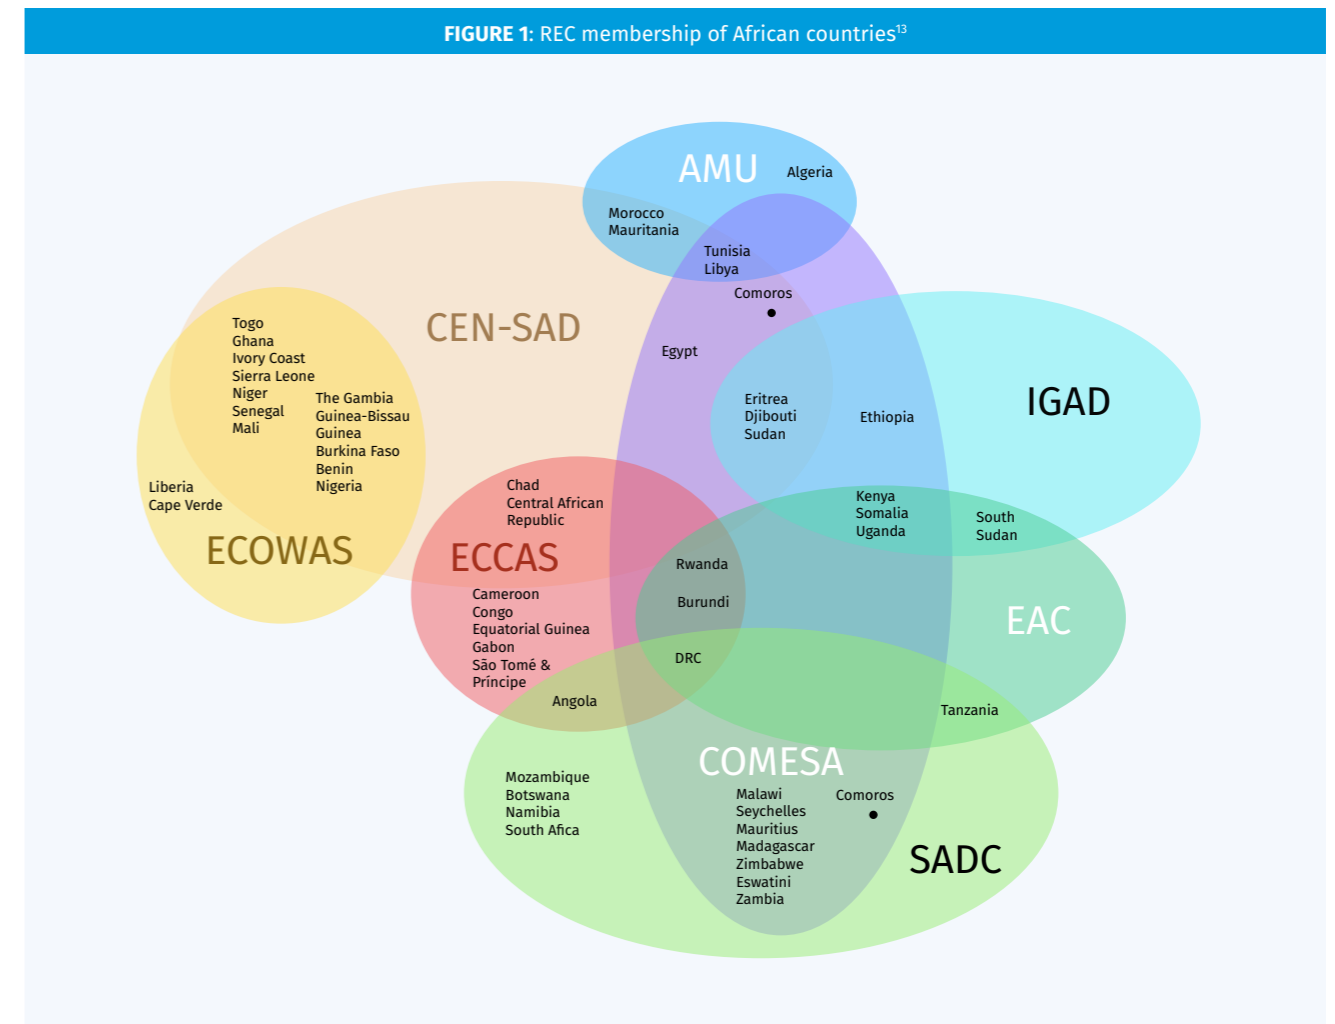 FIGURE 1: REC membership of African countries13
AMU
Algeria
Morocco
Mauritania
Tunisia
Libya
Comoros
CEN-SAD
Egypt
Togo
Ghana
Ivory Coast
Sierra Leone
Niger
Senegal
Mali
The Gambia
Guinea-Bissau
Guinea
Burkina Faso
Benin
Nigeria
Liberia
Cape Verde
ECOWAS
Eritrea
Djibouti
Sudan
Ethiopia
IGAD
Chad
Central African
Republic
ECCAS
Cameroon
Congo
Equatorial Guinea
Gabon
São Tomé &
Príncipe
Angola
Kenya
Somalia
Uganda
South
Sudan
Rwanda
Burundi
EAC
DRC
Tanzania
COMESA
Mozambique
Botswana
Namibia
South Afica
Malawi
Seychelles
Mauritius
Madagascar
Zimbabwe
Eswatini
Zambia
Comoros
SADC